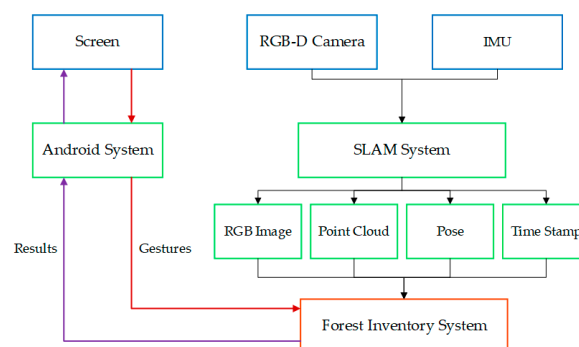 Screen
RGB-D Camera
IMU
Android System
SLAM System
RGB Image
Point Cloud
Pose
Time Stamp
Results
Gestures
Forest Inventory System